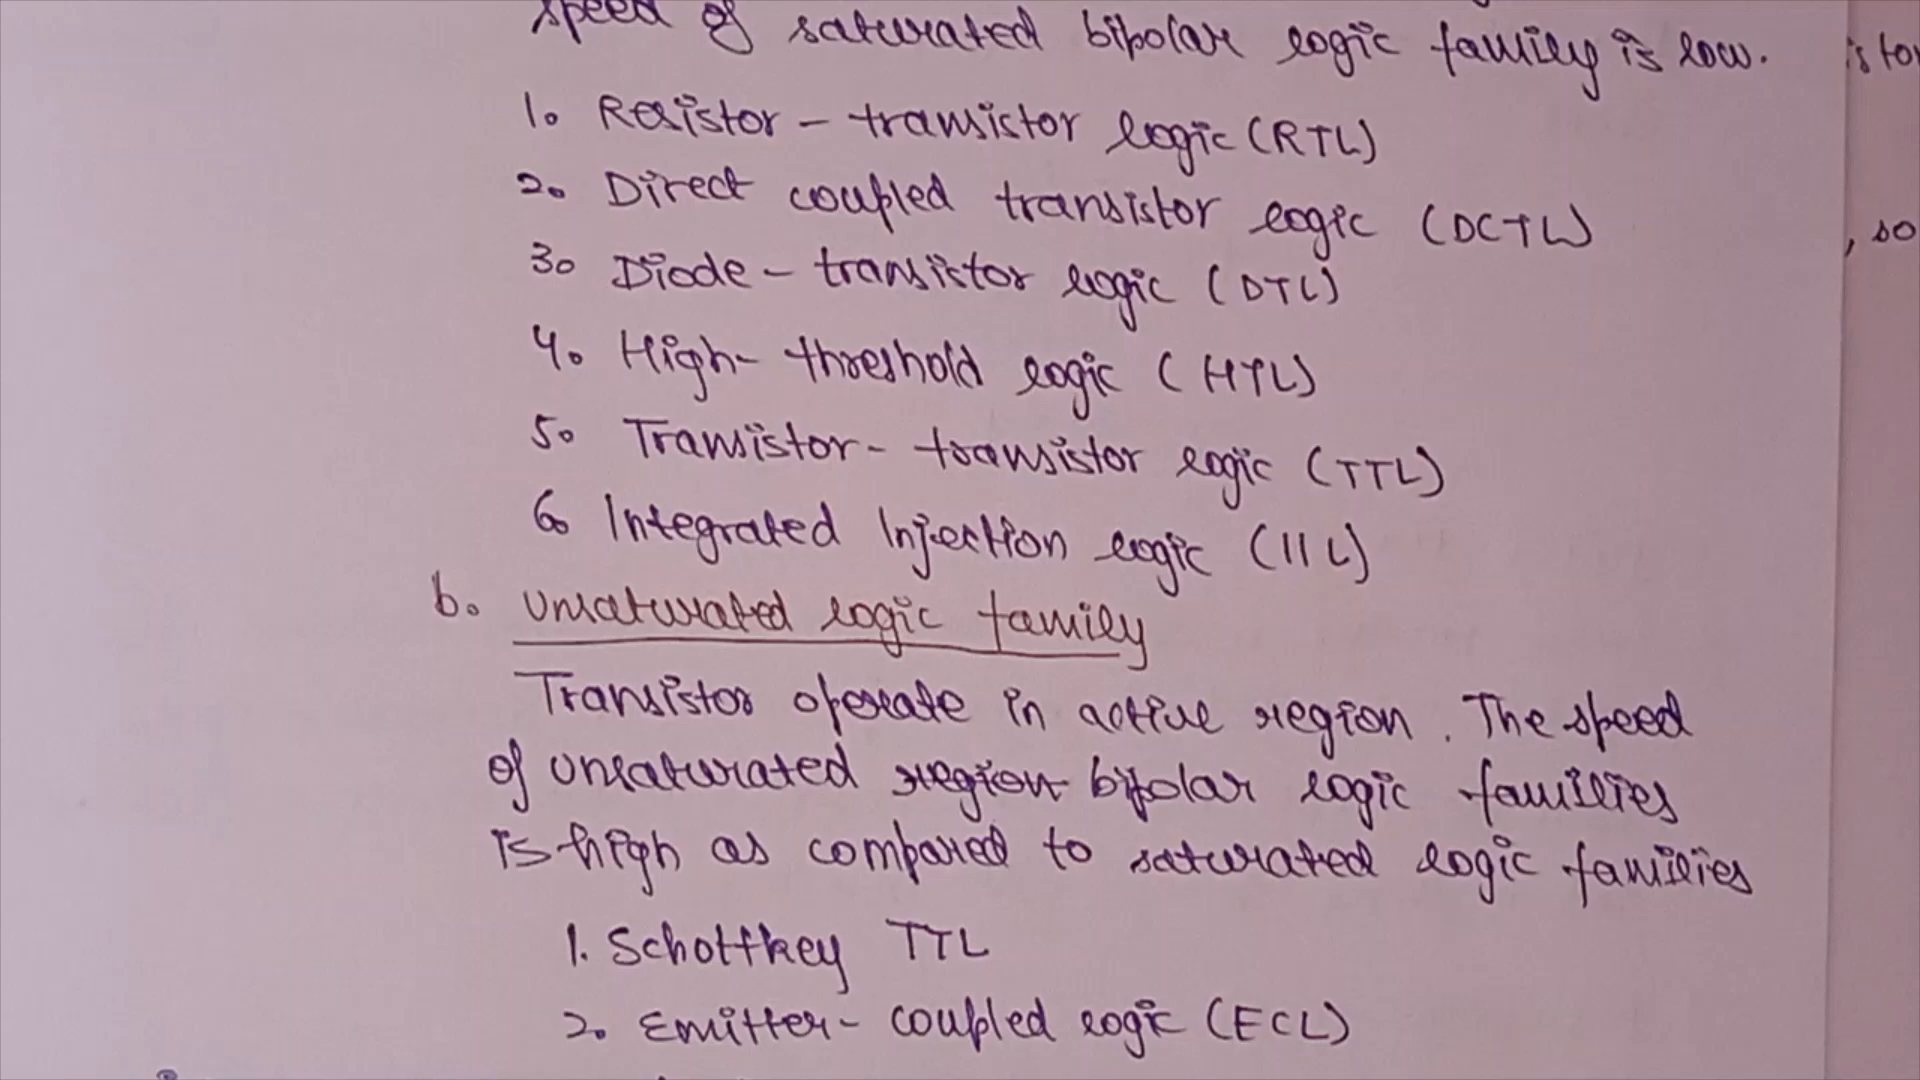 speed of saturated bipolar logic family is low.
1. Resistor - transistor logic (RTL)
2. Direct coupled transistor logic (DCTL)
3. Diode - transistor logic (DTL)
4. High- threshold logic (HTL)
5. Transistor- transistor logic (TTL)
6. Integrated Injection logic (IIL)
b. Unsaturated logic family
Transistor operate in active region. The speed
of unsaturated region bipolar logic families
is high as compared to saturated logic families
1. Schottkey TTL
2. Emitter- coupled logic (ECL)
, so